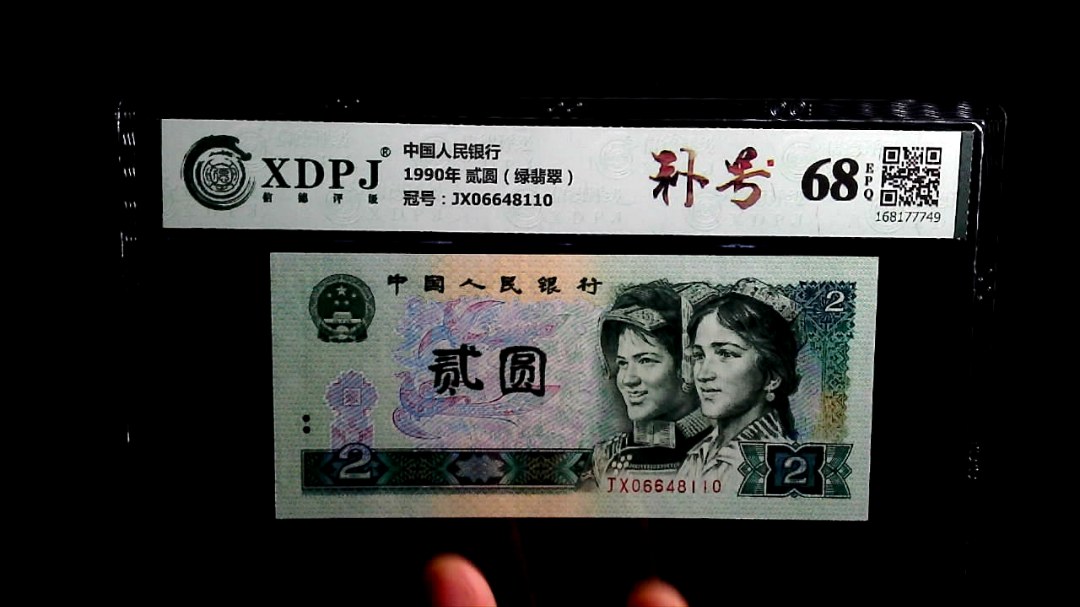 XDPJ®
信德评级
中国人民银行
1990年 贰圆（绿翡翠）
冠号：JX06648110
补号
68 EPQ
168177749
中国人民银行
2
贰圆
2
2
JX06648110